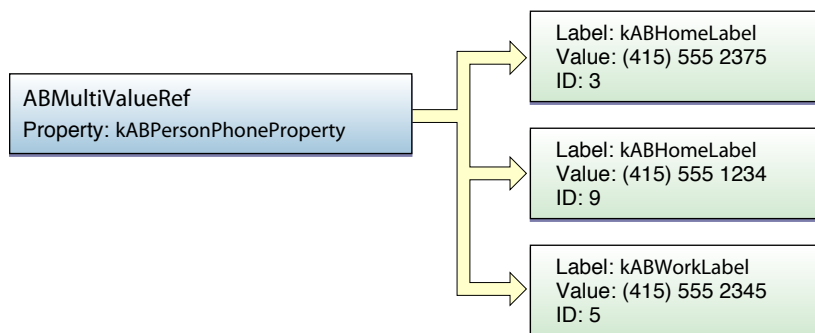 ABMultiValueRef
Property: kABPersonPhoneProperty
Label: kABHomeLabel
Value: (415) 555 2375
ID: 3
Label: kABHomeLabel
Value: (415) 555 1234
ID: 9
Label: kABWorkLabel
Value: (415) 555 2345
ID: 5